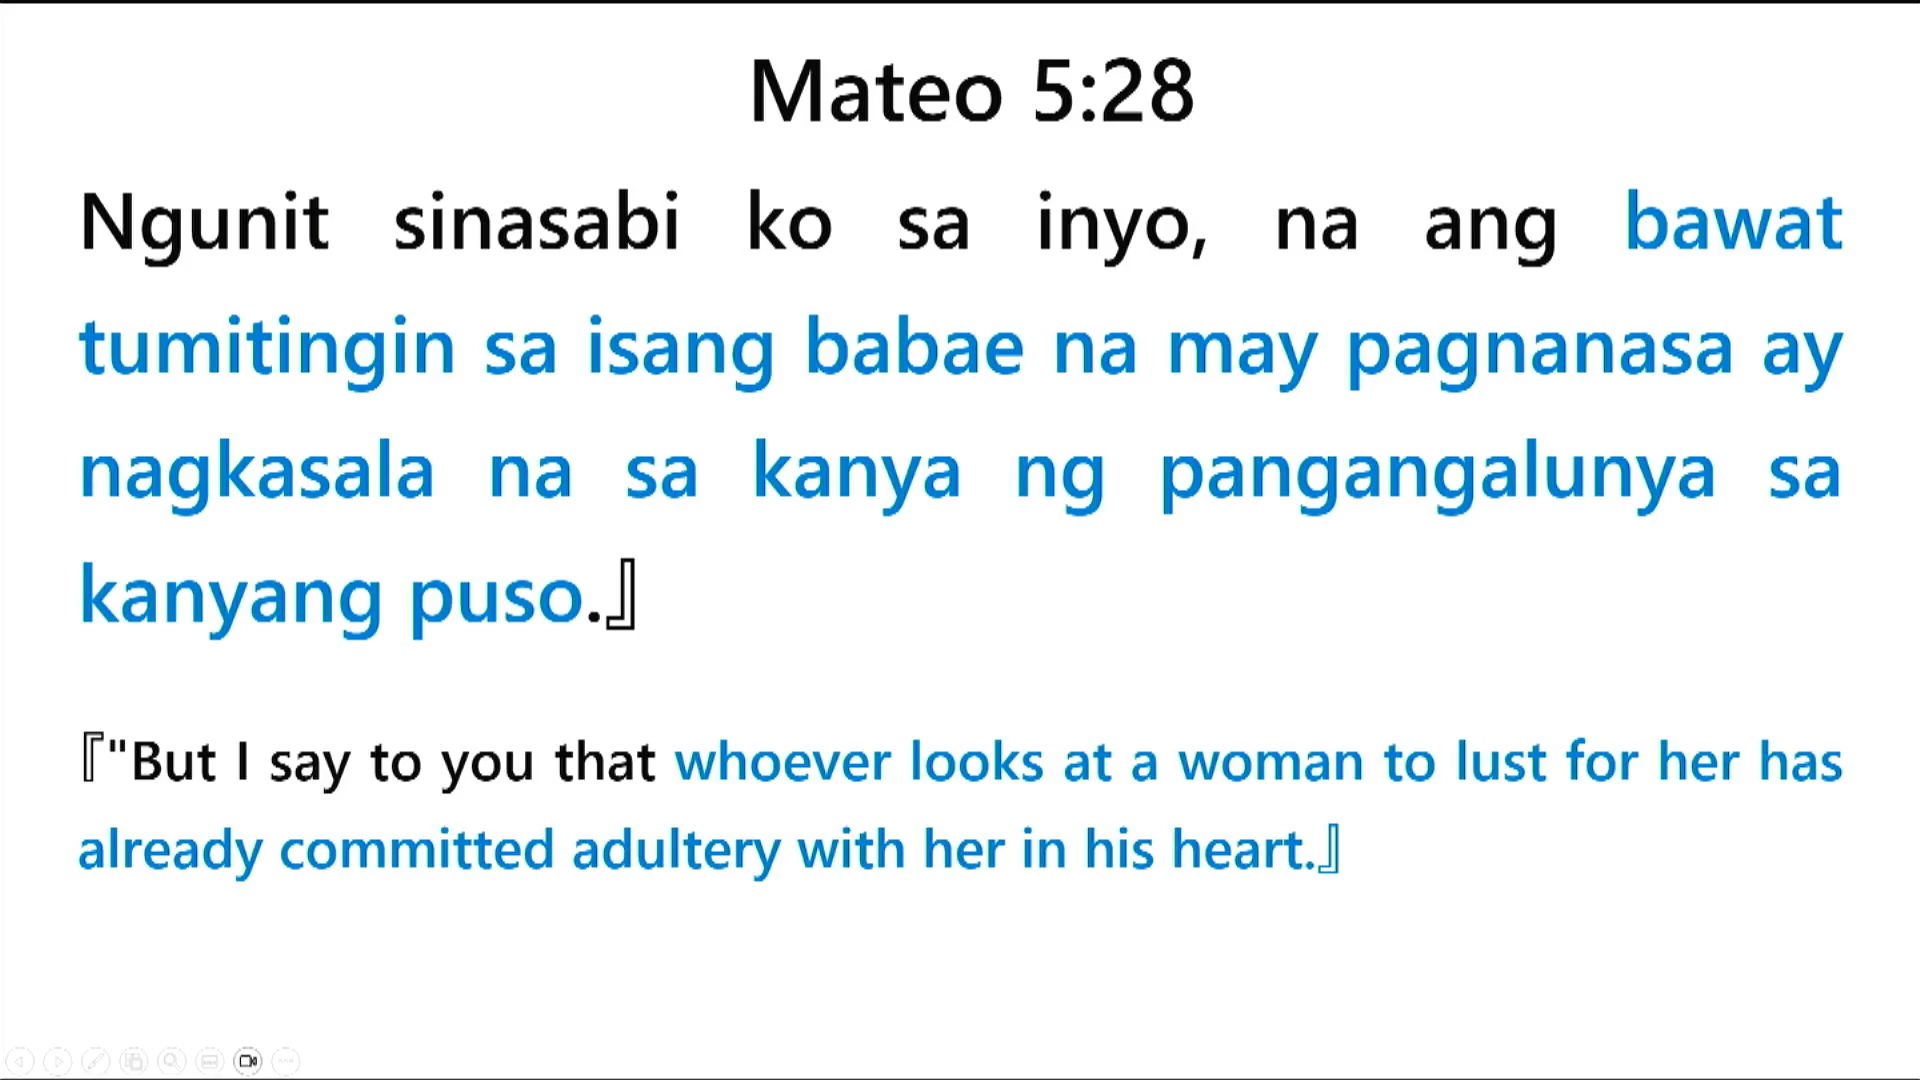 Mateo 5:28
Ngunit sinasabi ko sa inyo, na ang bawat
tumitingin sa isang babae na may pagnanasa ay
nagkasala na sa kanya ng pangangalunya sa
kanyang puso.』
『"But I say to you that whoever looks at a woman to lust for her has
already committed adultery with her in his heart.』